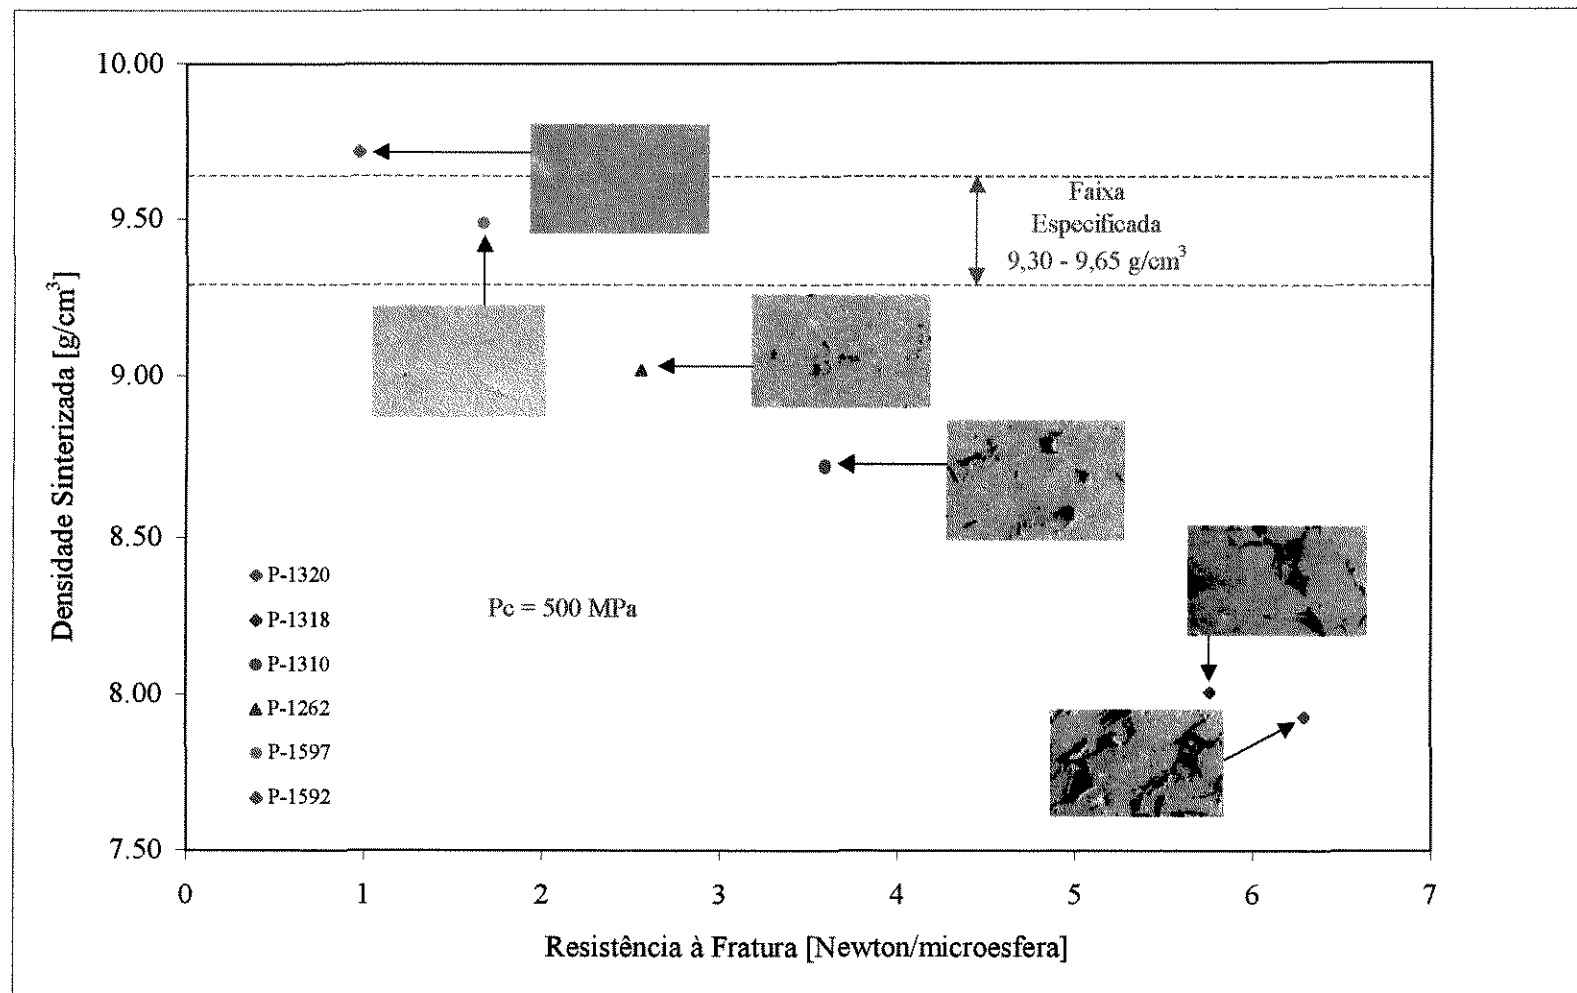 10.00
9.50
9.00
8.50
8.00
7.50
Densidade Sinterizada [g/cm³]
Faixa
Especificada
9,30 - 9,65 g/cm³
P-1320
P-1318
P-1310
P-1262
P-1597
P-1592
Pc = 500 MPa
0 1 2 3 4 5 6 7
Resistência à Fratura [Newton/microesfera]